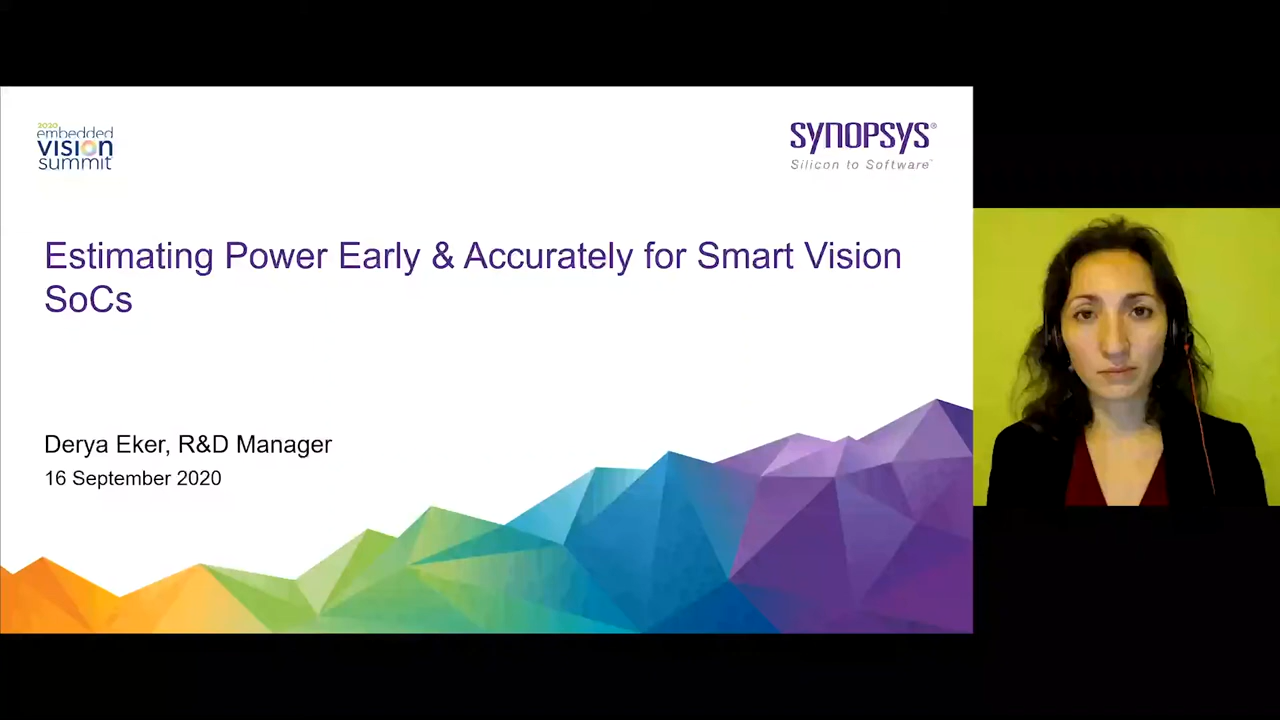 2020
embedded
vision
summit
SYNOPSYS®
Silicon to Software™
Estimating Power Early & Accurately for Smart Vision
SoCs
Derya Eker, R&D Manager
16 September 2020